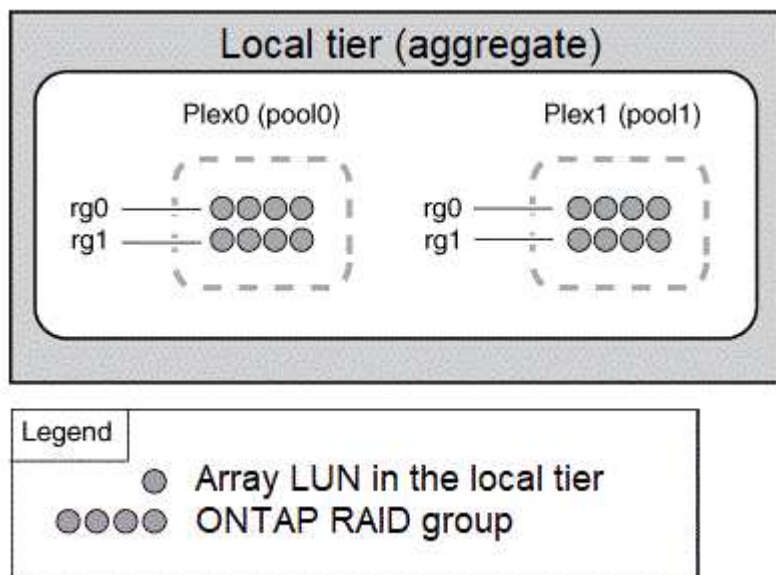 Local tier (aggregate)
Plex0 (pool0)
Plex1 (pool1)
rg0
rg1
rg0
rg1
Legend
Array LUN in the local tier
ONTAP RAID group